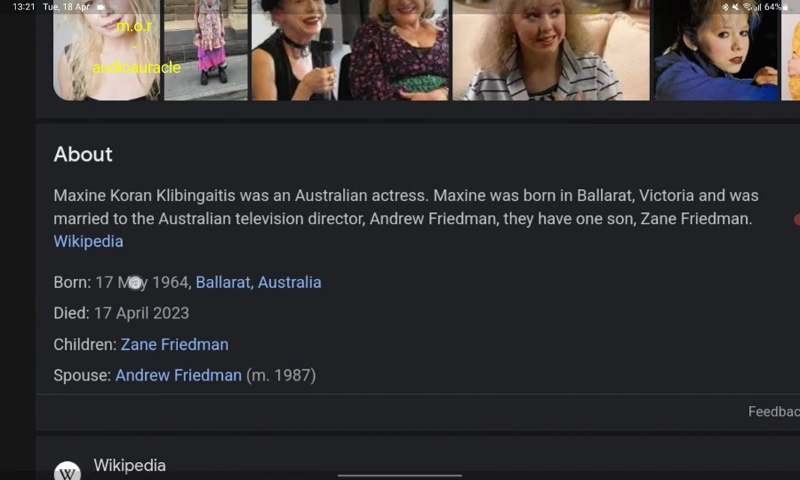 13:21 Tue, 18 Apr 64%
m.o.r
-
audioauracle
About
Maxine Koran Klibingaitis was an Australian actress. Maxine was born in Ballarat, Victoria and was
married to the Australian television director, Andrew Friedman, they have one son, Zane Friedman.
Wikipedia
Born: 17 May 1964, Ballarat, Australia
Died: 17 April 2023
Children: Zane Friedman
Spouse: Andrew Friedman (m. 1987)
Feedbac
W
Wikipedia